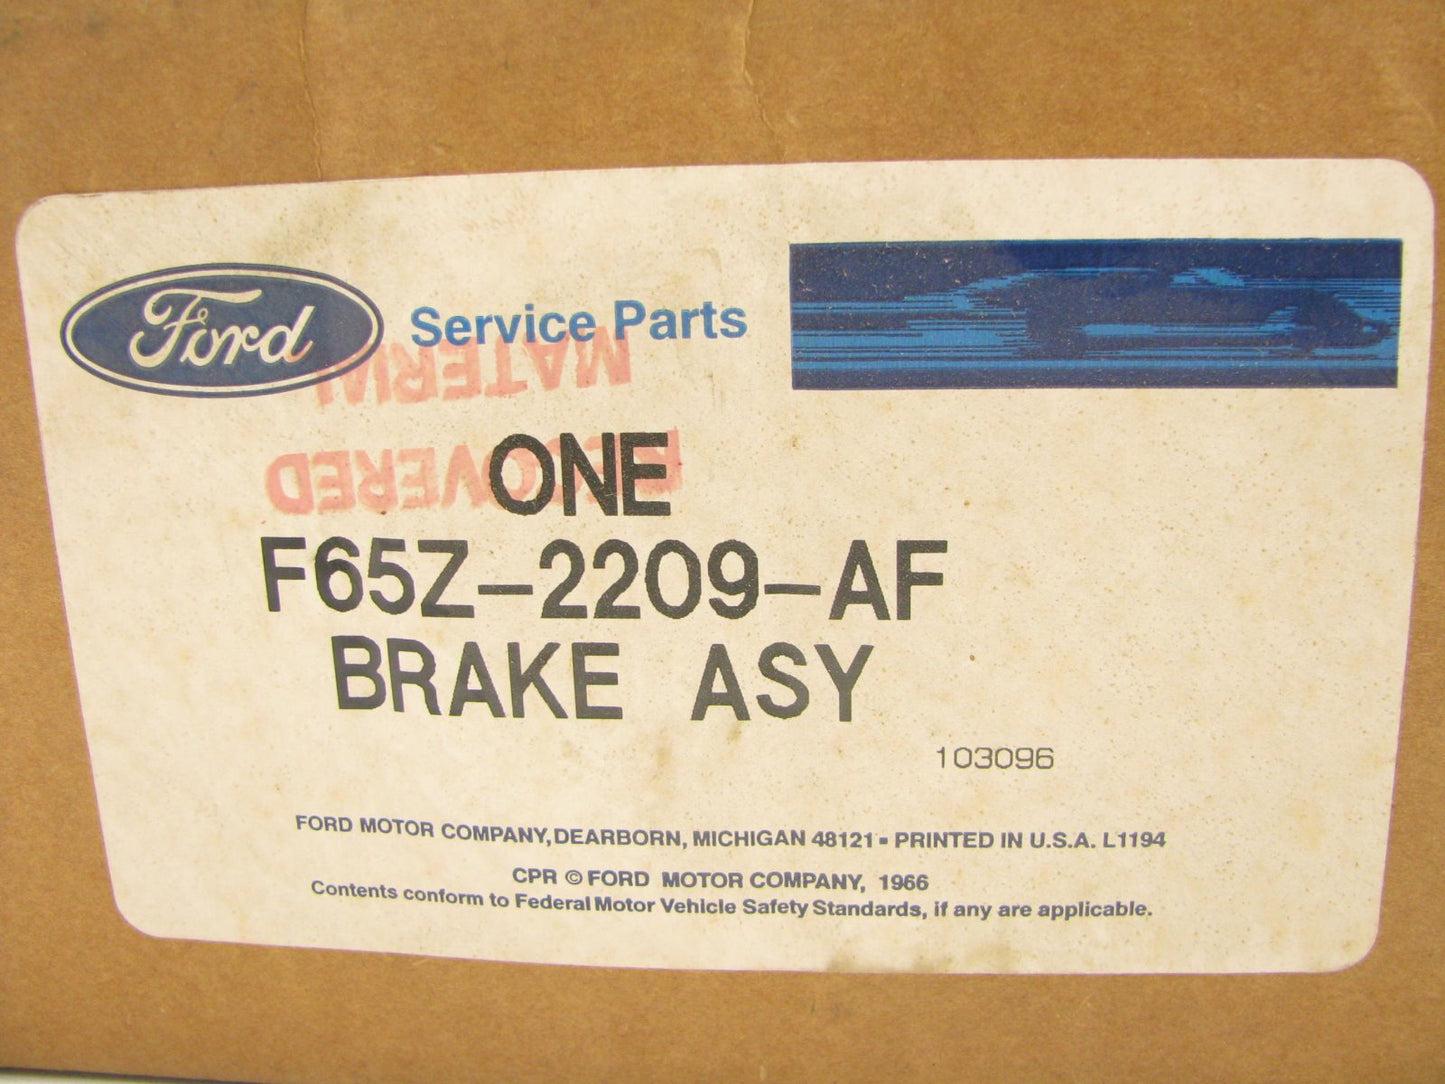 Ford Service Parts
MATERIAL
RECOVERED
ONE
F65Z-2209-AF
BRAKE ASY
103096
FORD MOTOR COMPANY, DEARBORN, MICHIGAN 48121 - PRINTED IN U.S.A. L1194
CPR © FORD MOTOR COMPANY, 1966
Contents conform to Federal Motor Vehicle Safety Standards, if any are applicable.